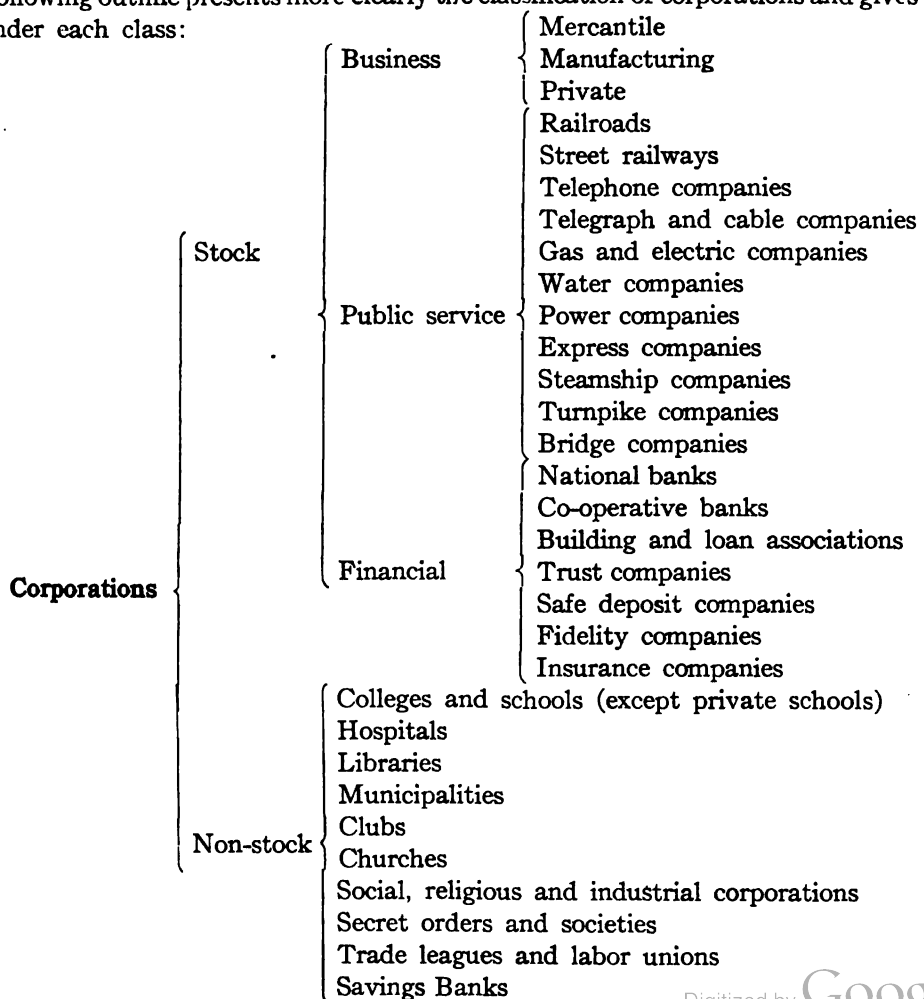 nder each class:
Mercantile
Business Manufacturing
Private
Railroads
Street railways
Telephone companies
Telegraph and cable companies
Stock Gas and electric companies
Water companies
Public service Power companies
Express companies
Steamship companies
Turnpike companies
Bridge companies
National banks
Co-operative banks
Building and loan associations
Financial Trust companies
Corporations
Safe deposit companies
Fidelity companies
Insurance companies
Colleges and schools (except private schools)
Hospitals
Libraries
Municipalities
Clubs
Non-stock
Churches
Social, religious and industrial corporations
Secret orders and societies
Trade leagues and labor unions
Savings Banks